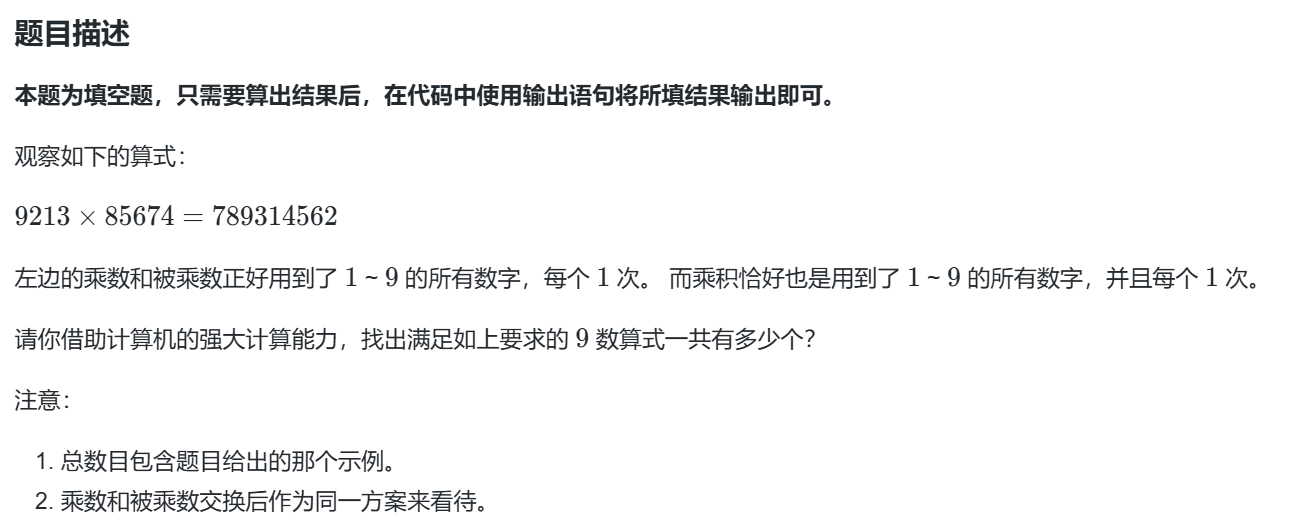 题目描述
本题为填空题，只需要算出结果后，在代码中使用输出语句将所填结果输出即可。
观察如下的算式：
9213 × 85674 = 789314562
左边的乘数和被乘数正好用到了 1 ~ 9 的所有数字，每个 1 次。 而乘积恰好也是用到了 1 ~ 9 的所有数字，并且每个 1 次。
请你借助计算机的强大计算能力，找出满足如上要求的 9 数算式一共有多少个？
注意：
1. 总数目包含题目给出的那个示例。
2. 乘数和被乘数交换后作为同一方案来看待。